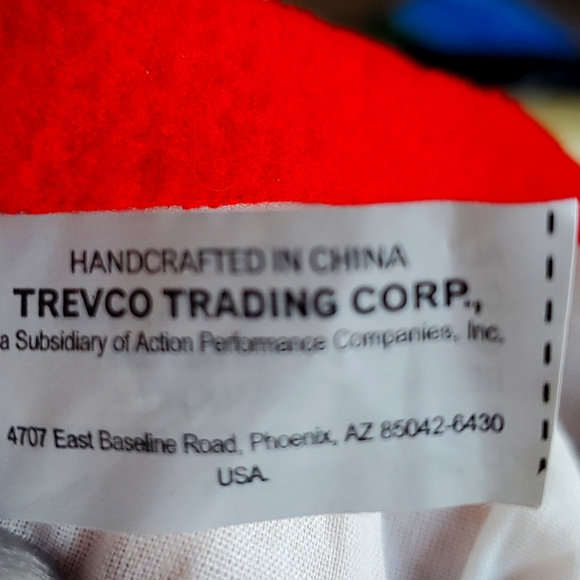 HANDCRAFTED IN CHINA
TREVCO TRADING CORP.,
a Subsidiary of Action Performance Companies, Inc.
4707 East Baseline Road, Phoenix, AZ 85042-6430
USA